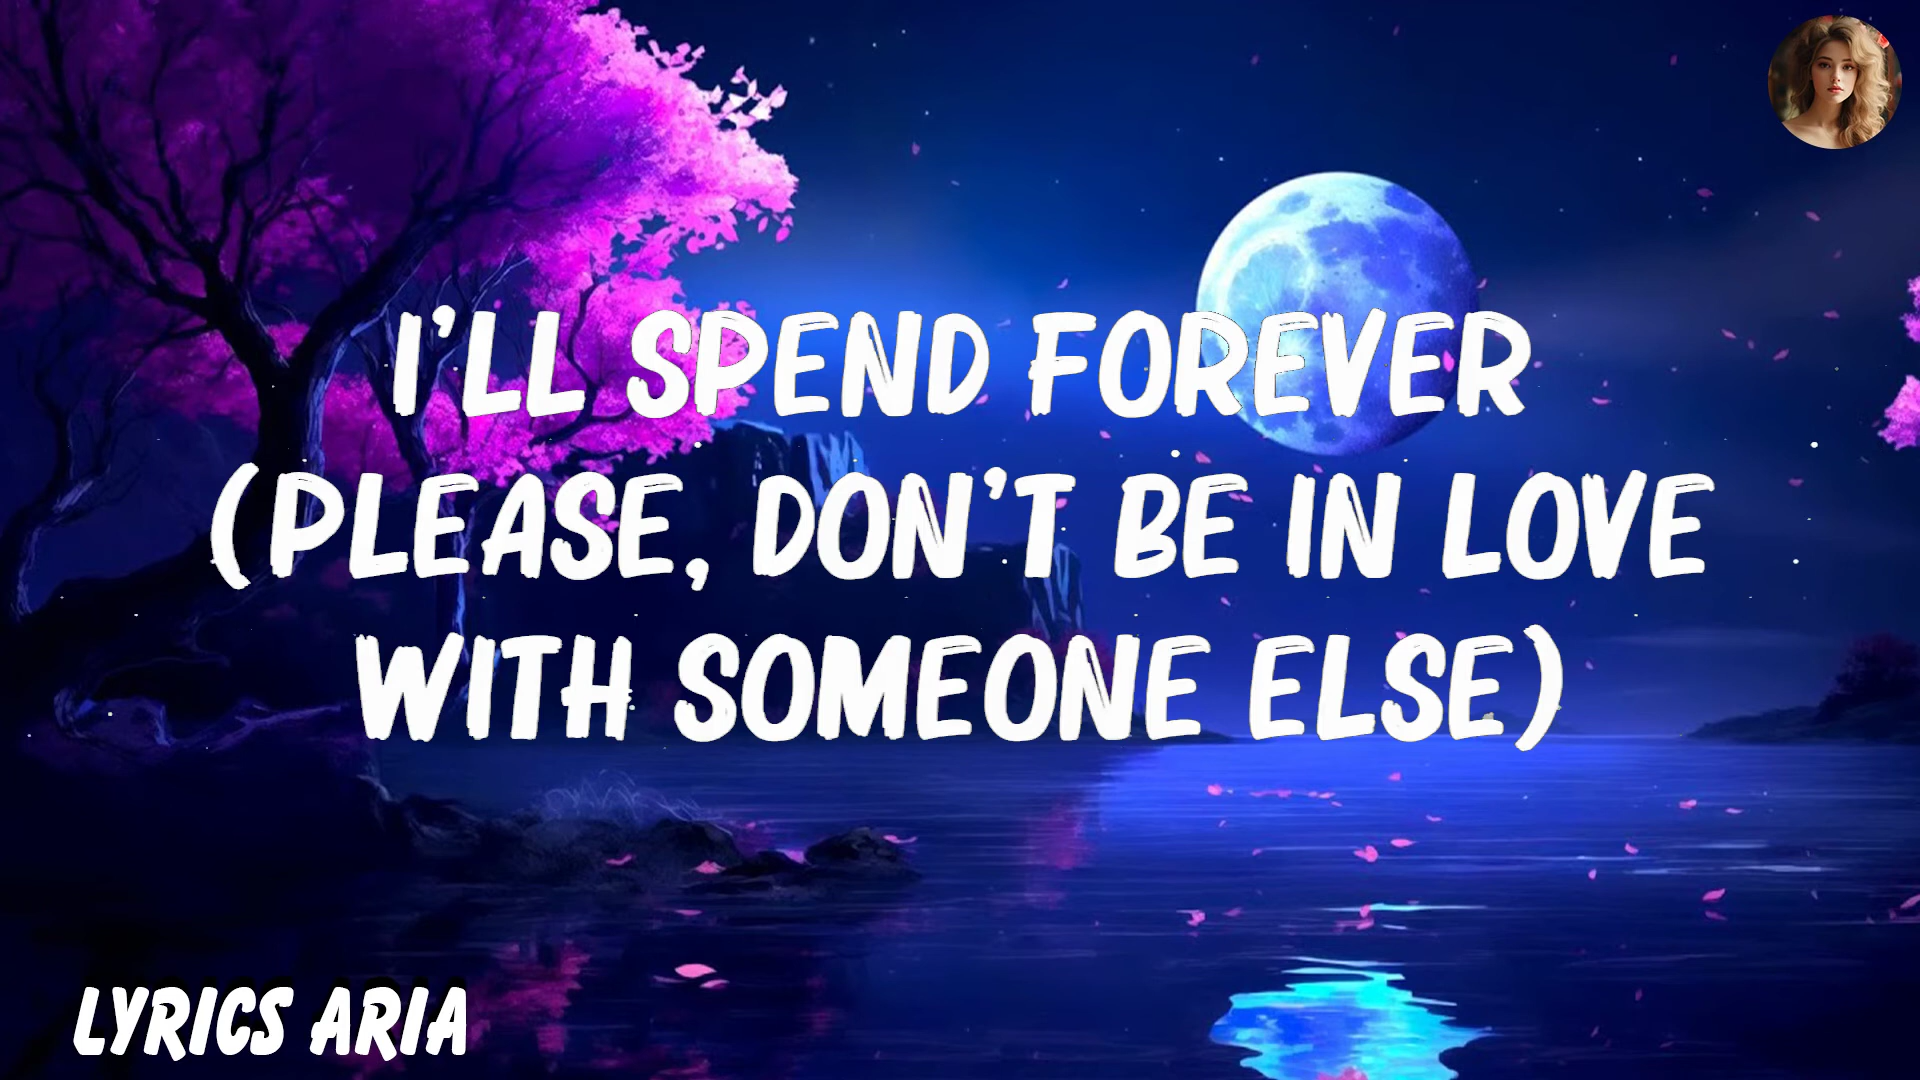 I'LL SPEND FOREVER
(PLEASE, DON'T BE IN LOVE
WITH SOMEONE ELSE)
LYRICS ARIA